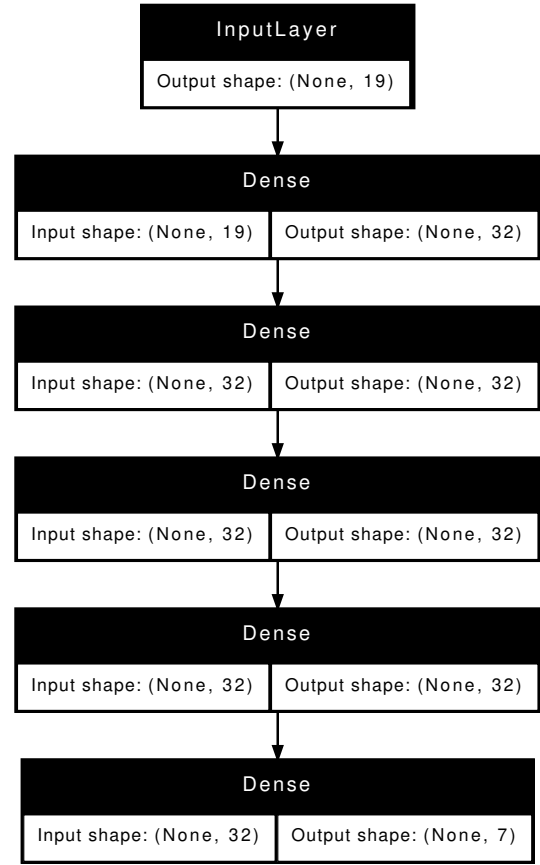 InputLayer
Output shape: (None, 19)
Dense
Input shape: (None, 19) Output shape: (None, 32)
Dense
Input shape: (None, 32) Output shape: (None, 32)
Dense
Input shape: (None, 32) Output shape: (None, 32)
Dense
Input shape: (None, 32) Output shape: (None, 32)
Dense
Input shape: (None, 32) Output shape: (None, 7)